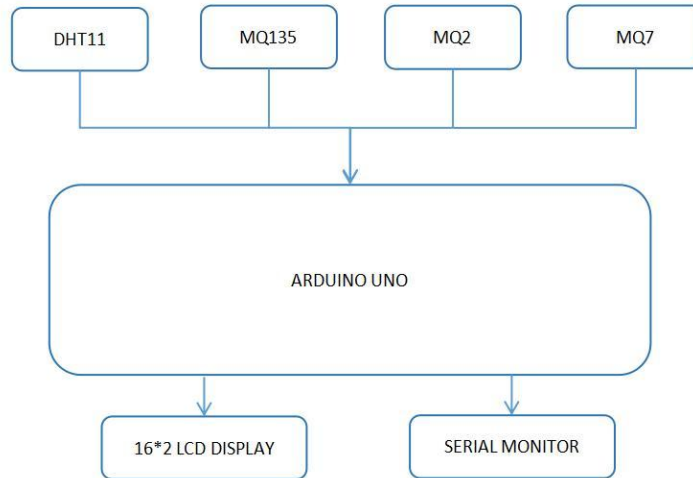 DHT11
MQ135
MQ2
MQ7
ARDUINO UNO
16*2 LCD DISPLAY
SERIAL MONITOR